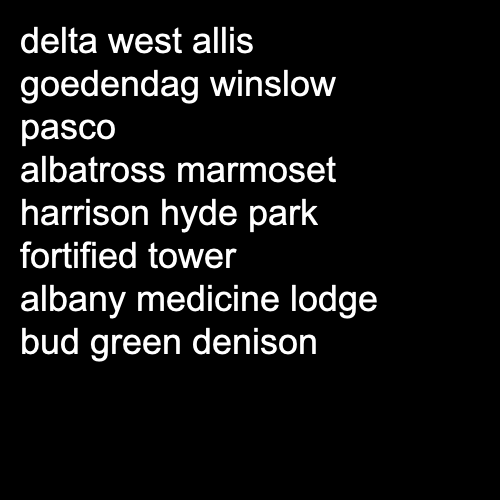 delta west allis
goedendag winslow
pasco
albatross marmoset
harrison hyde park
fortified tower
albany medicine lodge
bud green denison